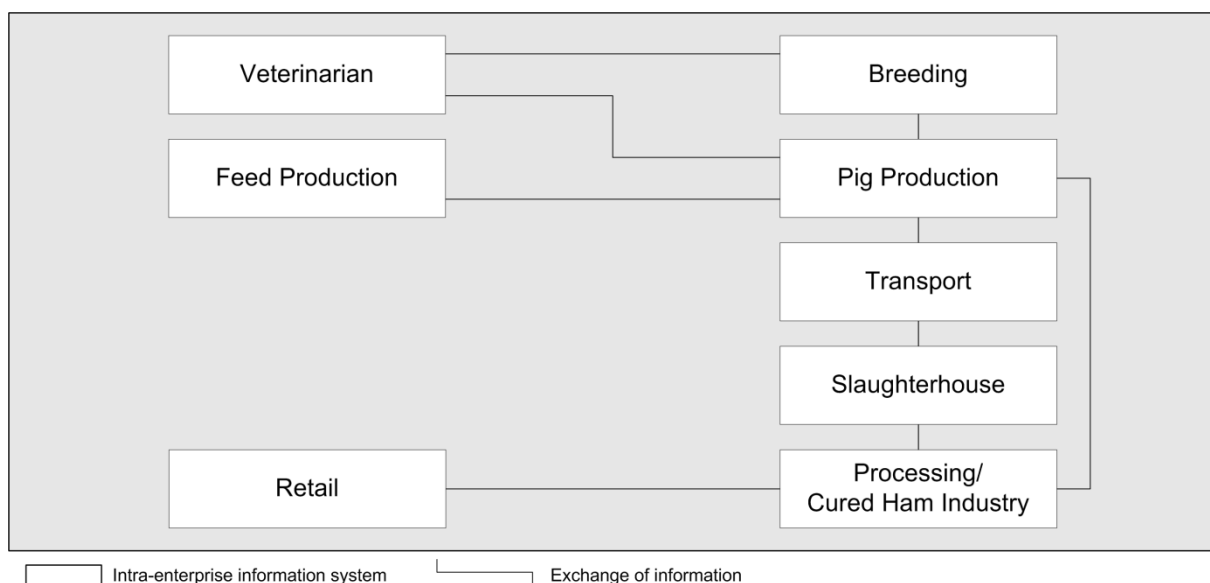 Veterinarian
Breeding
Feed Production
Pig Production
Transport
Slaughterhouse
Retail
Processing/
Cured Ham Industry
Intra-enterprise information system
Exchange of information